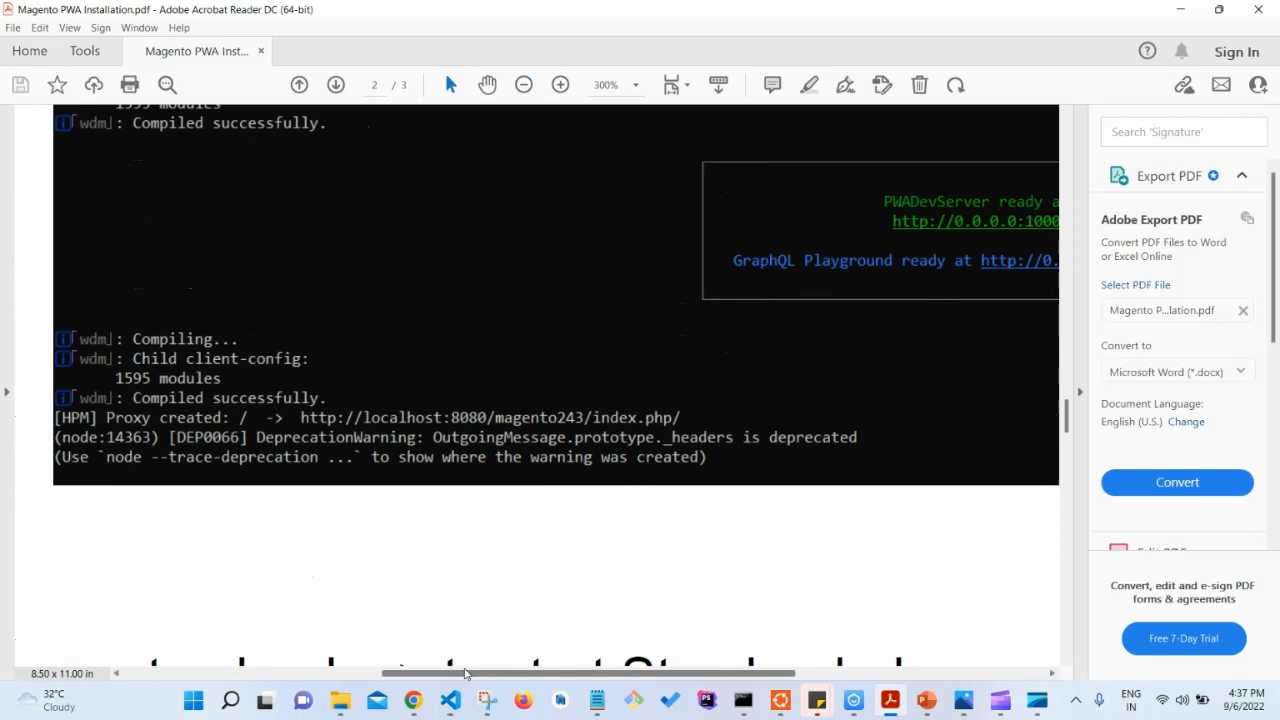 Magento PWA Installation.pdf - Adobe Acrobat Reader DC (64-bit)
File Edit View Sign Window Help
Home Tools Magento PWA Inst... × Sign In
2 / 3 300%
1595 modules
[wdm]: Compiled successfully.
PWADevServer ready a
http://0.0.0.0:1000
GraphQL Playground ready at http://0.
[wdm]: Compiling...
[wdm]: Child client-config:
1595 modules
[wdm]: Compiled successfully.
[HPM] Proxy created: / -> http://localhost:8080/magento243/index.php/
(node:14363) [DEP0066] DeprecationWarning: OutgoingMessage.prototype._headers is deprecated
(Use `node --trace-deprecation ...` to show where the warning was created)
8.50 x 11.00 in
Search 'Signature'
Export PDF
Adobe Export PDF
Convert PDF Files to Word
or Excel Online
Select PDF File
Magento P...lation.pdf
Convert to
Microsoft Word (*.docx)
Document Language:
English (U.S.) Change
Convert
Convert, edit and e-sign PDF
forms & agreements
Free 7-Day Trial
32°C
Cloudy
ENG
IN
4:37 PM
9/6/2022